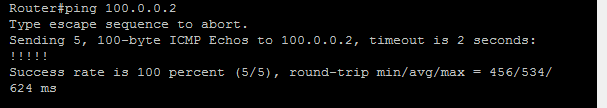 Router#ping 100.0.0.2
Type escape sequence to abort.
Sending 5, 100-byte ICMP Echos to 100.0.0.2, timeout is 2 seconds:
!!!!!
Success rate is 100 percent (5/5), round-trip min/avg/max = 456/534/
624 ms